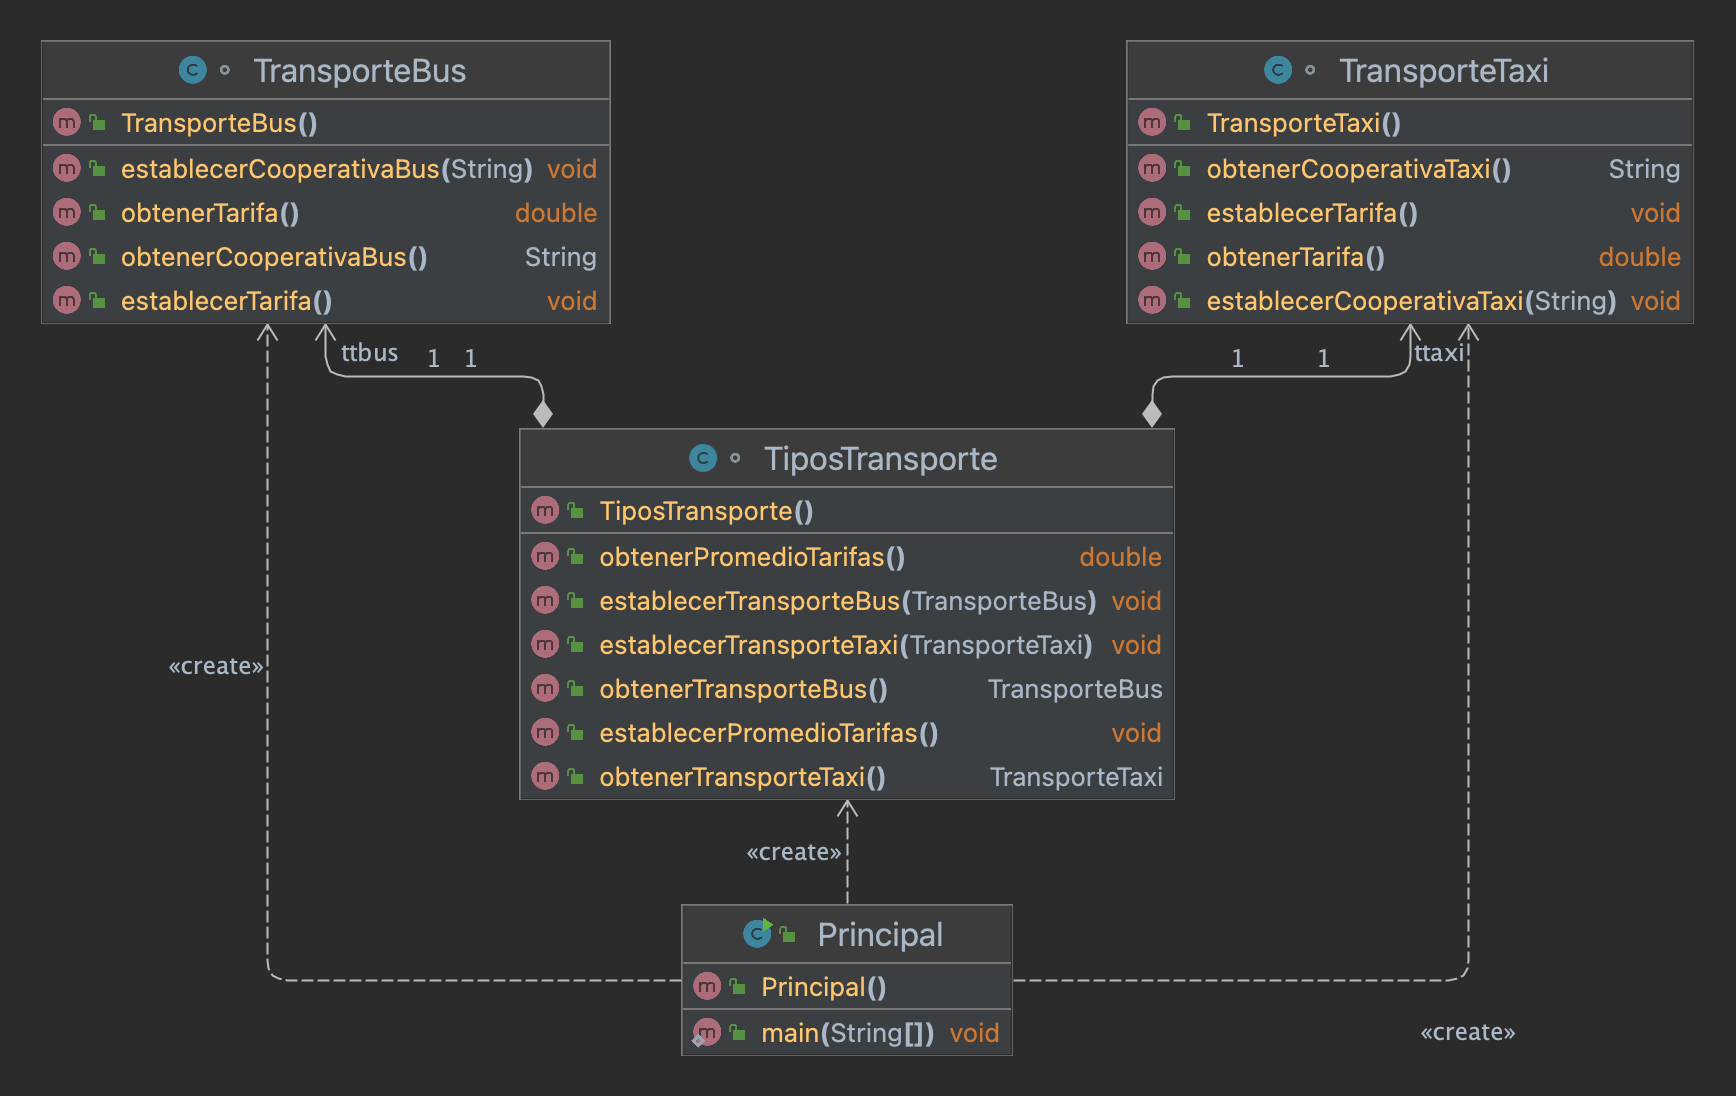 TransporteBus
TransporteBus()
establecerCooperativaBus(String) void
obtenerTarifa() double
obtenerCooperativaBus() String
establecerTarifa() void
TransporteTaxi
TransporteTaxi()
obtenerCooperativaTaxi() String
establecerTarifa() void
obtenerTarifa() double
establecerCooperativaTaxi(String) void
ttbus 1 1
1 1 ttaxi
TiposTransporte
TiposTransporte()
obtenerPromedioTarifas() double
establecerTransporteBus(TransporteBus) void
establecerTransporteTaxi(TransporteTaxi) void
obtenerTransporteBus() TransporteBus
establecerPromedioTarifas() void
obtenerTransporteTaxi() TransporteTaxi
«create»
«create»
Principal
Principal()
main(String[]) void
«create»